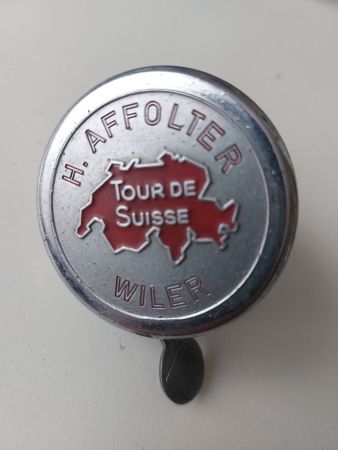 H. AFFOLTER
TOUR DE
SUISSE
WILER